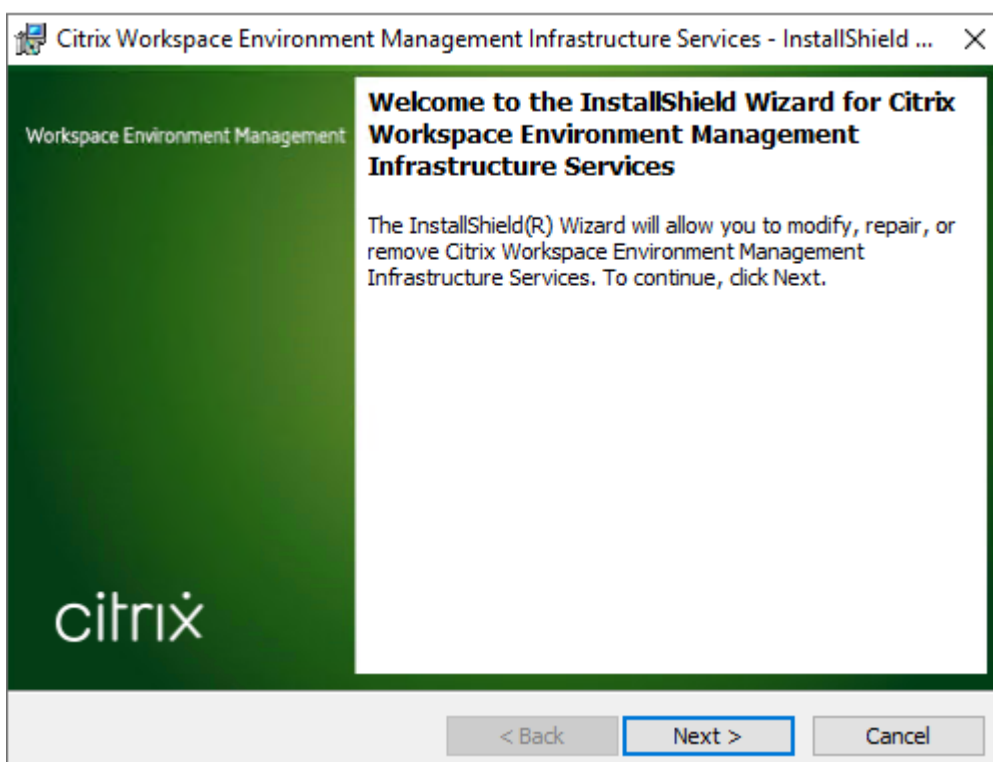 Citrix Workspace Environment Management Infrastructure Services - InstallShield ...
Workspace Environment Management
Welcome to the InstallShield Wizard for Citrix
Workspace Environment Management
Infrastructure Services
The InstallShield(R) Wizard will allow you to modify, repair, or
remove Citrix Workspace Environment Management
Infrastructure Services. To continue, click Next.
citrix
< Back
Next >
Cancel